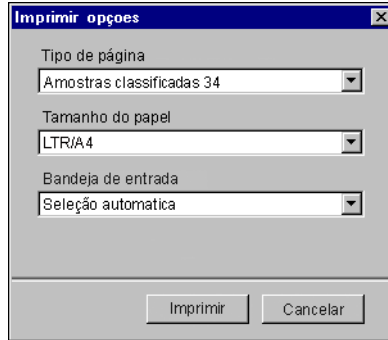 Imprimir opçoes
Tipo de página
Amostras classificadas 34
Tamanho do papel
LTR/A4
Bandeja de entrada
Seleção automatica
Imprimir
Cancelar